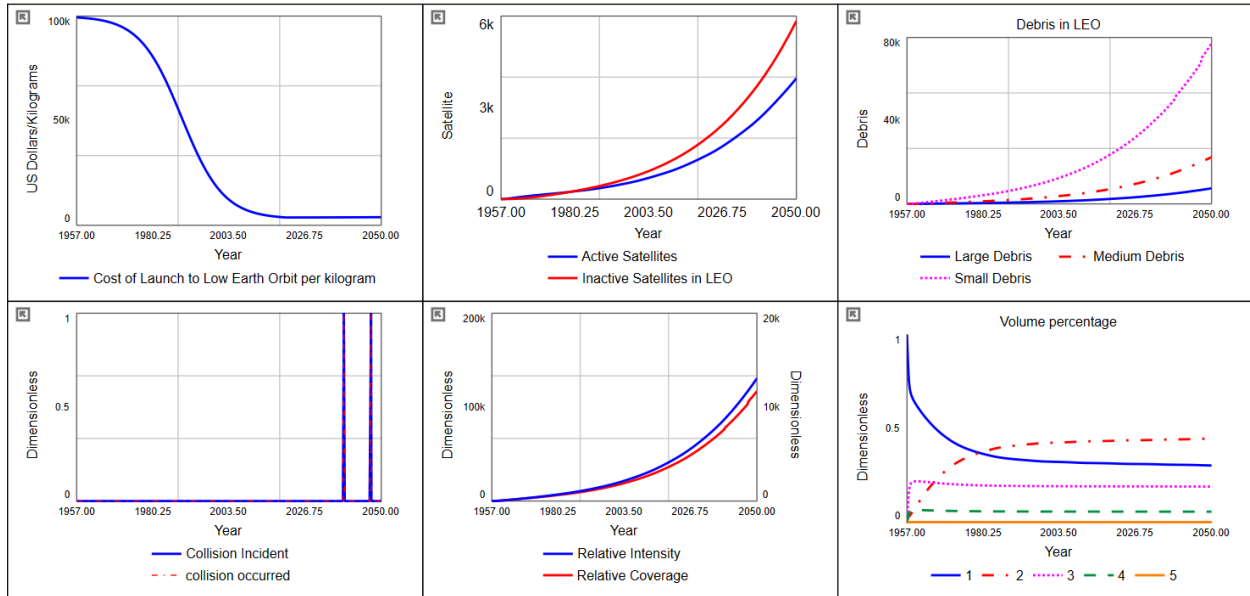 100k
50k
0
US Dollars/Kilograms
1957.00 1980.25 2003.50 2026.75 2050.00
Year
Cost of Launch to Low Earth Orbit per kilogram
6k
3k
0
Satellite
1957.00 1980.25 2003.50 2026.75 2050.00
Year
Active Satellites
Inactive Satellites in LEO
Debris in LEO
80k
40k
0
Debris
1957.00 1980.25 2003.50 2026.75 2050.00
Year
Large Debris Medium Debris
Small Debris
1
0.5
0
Dimensionless
1957.00 1980.25 2003.50 2026.75 2050.00
Year
Collision Incident
collision occurred
200k 20k
100k 10k
0 0
Dimensionless
Dimensionless
1957.00 1980.25 2003.50 2026.75 2050.00
Year
Relative Intensity
Relative Coverage
Volume percentage
1
0.5
0
Dimensionless
1957.00 1980.25 2003.50 2026.75 2050.00
Year
1 2 3 4 5